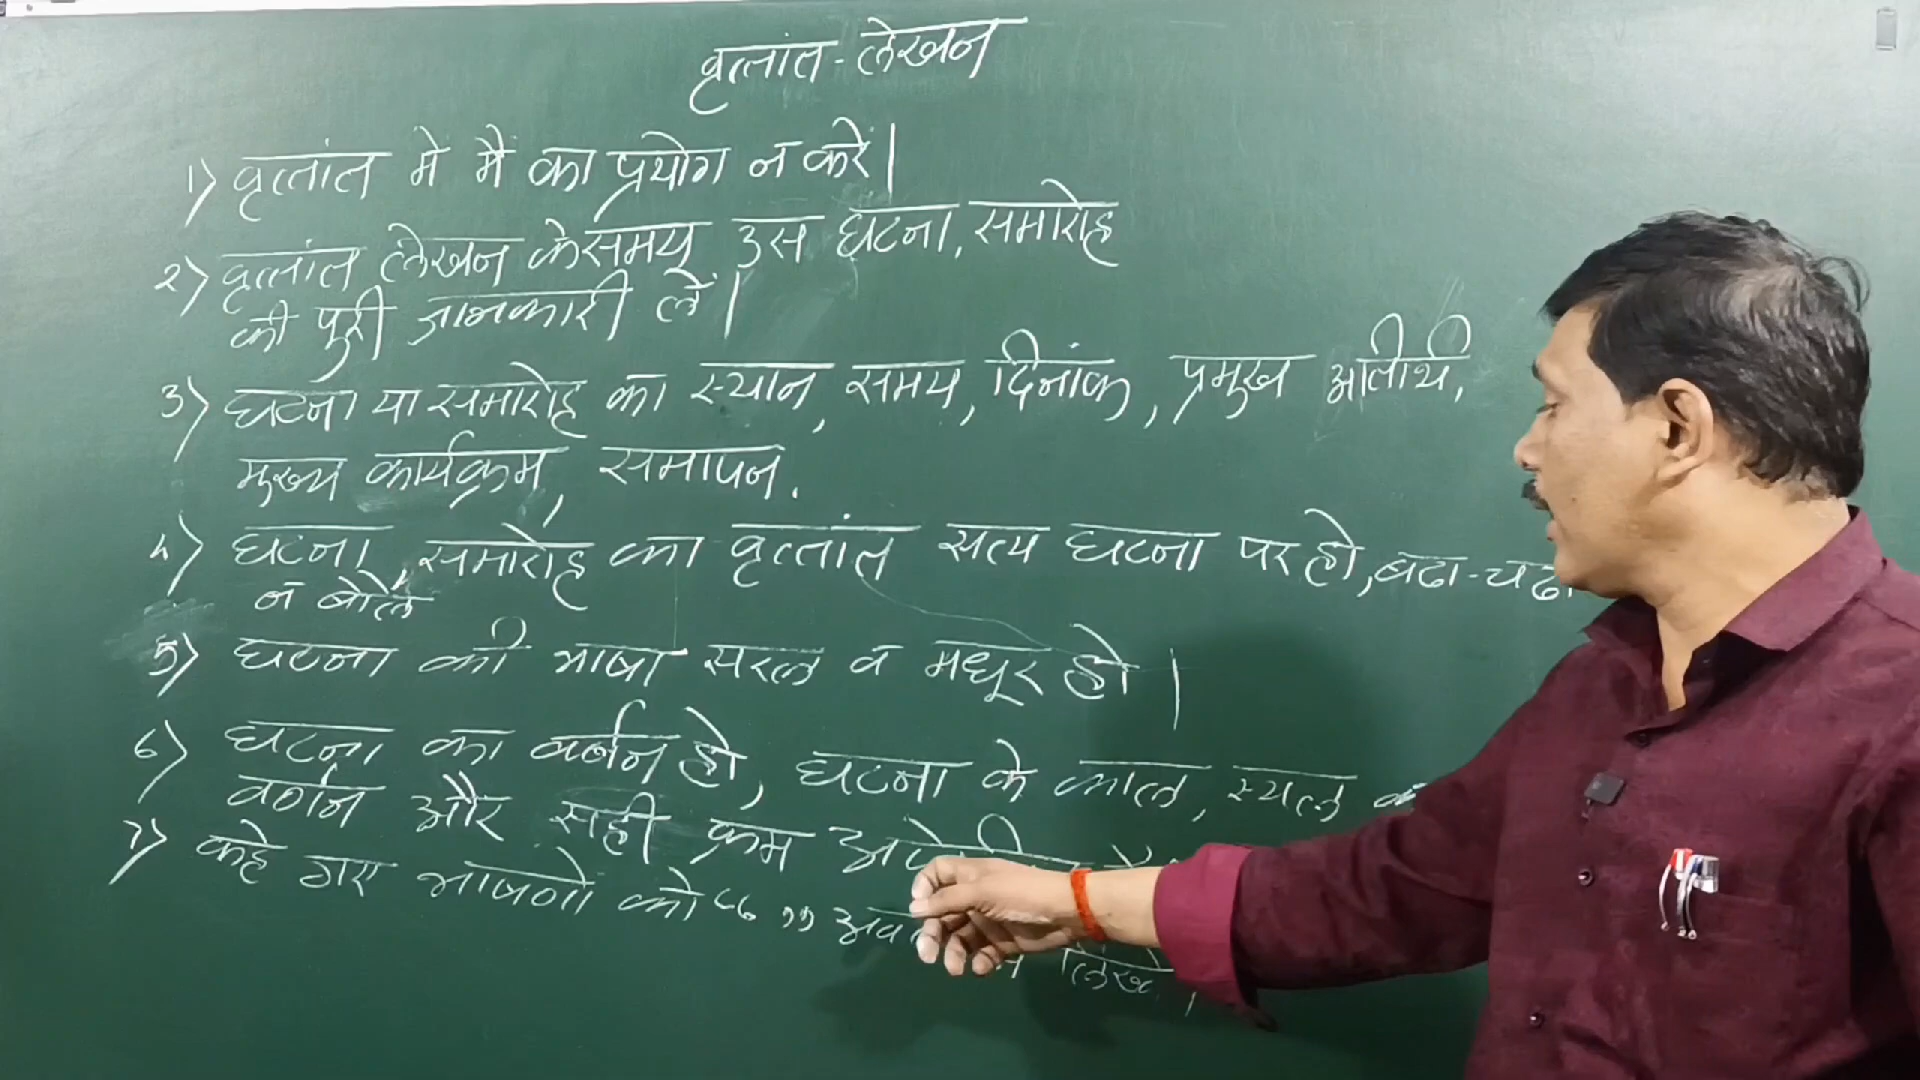 वृत्तांत-लेखन
1) वृत्तांत मे मै का प्रयोग न करें।
2) वृत्तांत लेखन के समय उस घटना, समारोह
की पुरी जानकारी लें।
3) घटना या समारोह का स्थान, समय, दिनांक, प्रमुख अतीथी,
मुख्य कार्यक्रम, समापन.
4) घटना, समारोह का वृत्तांत सत्य घटना पर हो, बढा-चढा
न बोले
5) घटना की भाषा सरल व मधूर हो।
6) घटना का वर्नन हो, घटना के काल, स्थल
वर्णन और सही क्रम
7) कहे गए भाषणो को “ ”
लिखे।